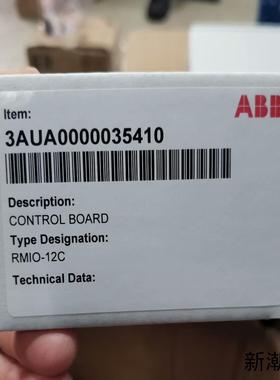 Item:
ABB
3AUA0000035410
Description:
CONTROL BOARD
Type Designation:
RMIO-12C
Technical Data:
新潮